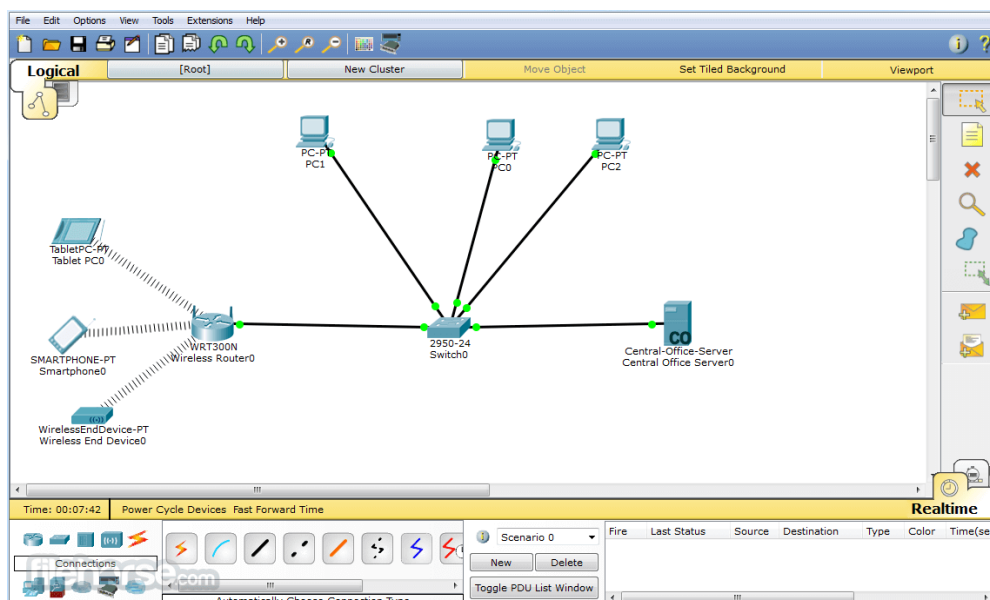 File Edit Options View Tools Extensions Help
Logical [Root] New Cluster Move Object Set Tiled Background Viewport
PC-PT
PC1
PC-PT
PC0
PC-PT
PC2
TabletPC-PT
Tablet PC0
SMARTPHONE-PT
Smartphone0
WRT300N
Wireless Router0
2950-24
Switch0
CO
Central-Office-Server
Central Office Server0
WirelessEndDevice-PT
Wireless End Device0
Time: 00:07:42 Power Cycle Devices Fast Forward Time Realtime
Connections
Scenario 0
New Delete
Toggle PDU List Window
Fire Last Status Source Destination Type Color Time(se
filehorse.com
Automatically Choose Connection Type